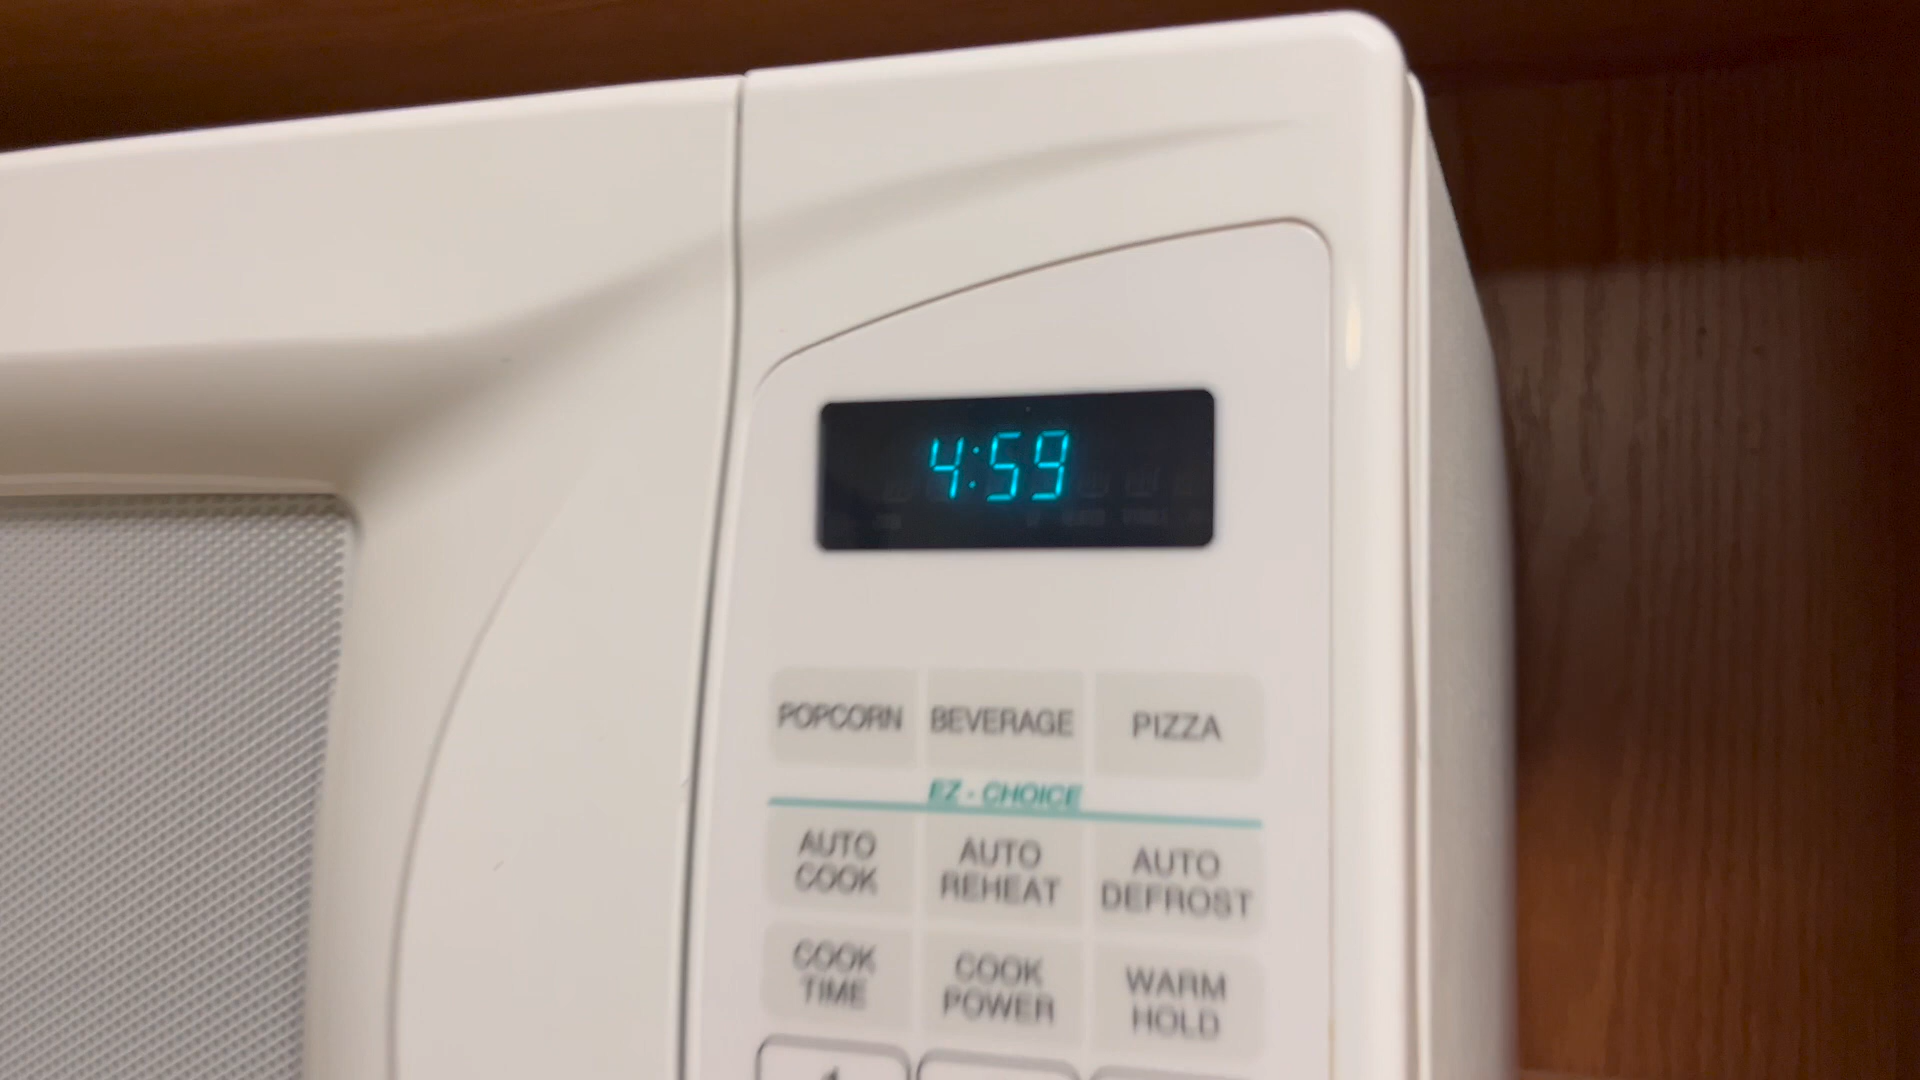 4:59
POPCORN BEVERAGE PIZZA
EZ - CHOICE
AUTO COOK
AUTO REHEAT
AUTO DEFROST
COOK TIME
COOK POWER
WARM HOLD